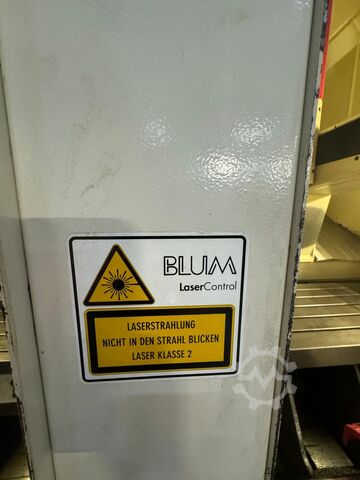 BLUM
LaserControl
LASERSTRAHLUNG
NICHT IN DEN STRAHL BLICKEN
LASER KLASSE 2